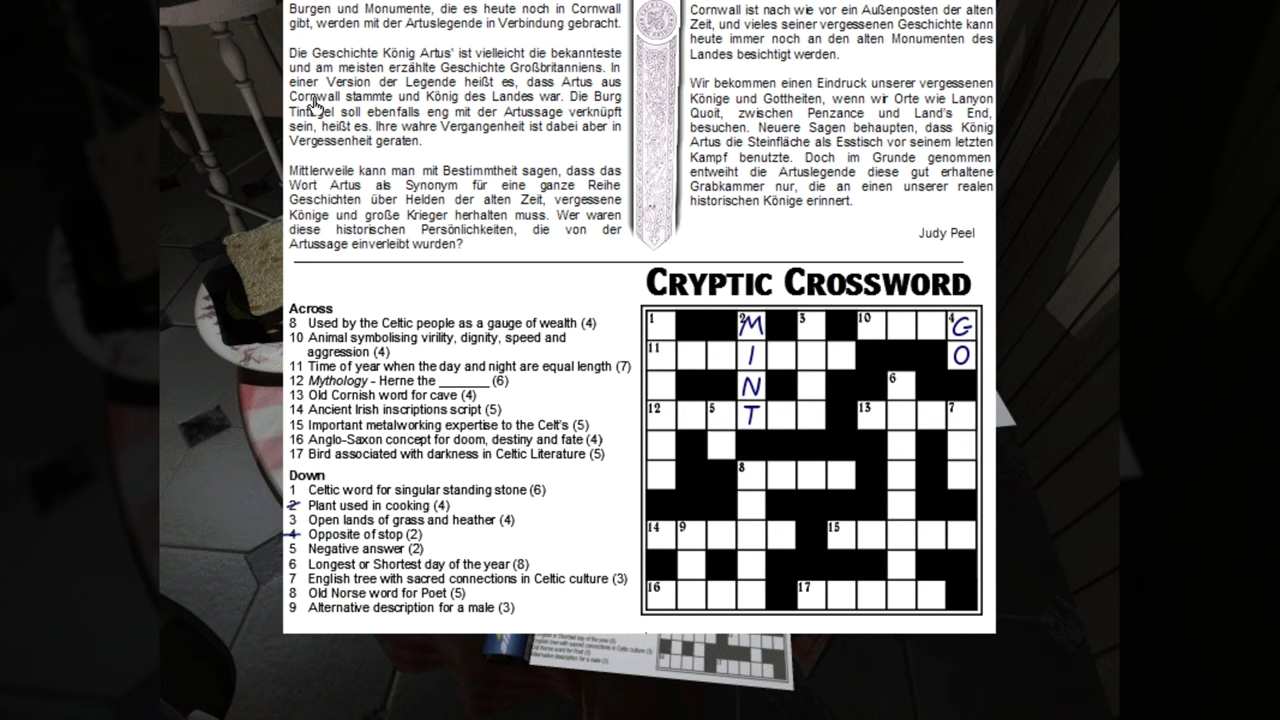 Burgen und Monumente, die es heute noch in Cornwall
gibt, werden mit der Artuslegende in Verbindung gebracht.
Die Geschichte König Artus' ist vielleicht die bekannteste
und am meisten erzählte Geschichte Großbritanniens. In
einer Version der Legende heißt es, dass Artus aus
Cornwall stammte und König des Landes war. Die Burg
Tintagel soll ebenfalls eng mit der Artussage verknüpft
sein, heißt es. Ihre wahre Vergangenheit ist dabei aber in
Vergessenheit geraten.
Mittlerweile kann man mit Bestimmtheit sagen, dass das
Wort Artus als Synonym für eine ganze Reihe
Geschichten über Helden der alten Zeit, vergessene
Könige und große Krieger herhalten muss. Wer waren
diese historischen Persönlichkeiten, die von der
Artussage einverleibt wurden?
Cornwall ist nach wie vor ein Außenposten der alten
Zeit, und vieles seiner vergessenen Geschichte kann
heute immer noch an den alten Monumenten des
Landes besichtigt werden.
Wir bekommen einen Eindruck unserer vergessenen
Könige und Gottheiten, wenn wir Orte wie Lanyon
Quoit, zwischen Penzance und Land's End,
besuchen. Neuere Sagen behaupten, dass König
Artus die Steinfläche als Esstisch vor seinem letzten
Kampf benutzte. Doch im Grunde genommen
entweiht die Artuslegende diese gut erhaltene
Grabkammer nur, die an einen unserer realen
historischen Könige erinnert.
Judy Peel
CRYPTIC CROSSWORD
Across
8 Used by the Celtic people as a gauge of wealth (4)
10 Animal symbolising virility, dignity, speed and
aggression (4)
11 Time of year when the day and night are equal length (7)
12 Mythology - Herne the _______ (6)
13 Old Cornish word for cave (4)
14 Ancient Irish inscriptions script (5)
15 Important metalworking expertise to the Celt's (5)
16 Anglo-Saxon concept for doom, destiny and fate (4)
17 Bird associated with darkness in Celtic Literature (5)
Down
1 Celtic word for singular standing stone (6)
2 Plant used in cooking (4)
3 Open lands of grass and heather (4)
4 Opposite of stop (2)
5 Negative answer (2)
6 Longest or Shortest day of the year (8)
7 English tree with sacred connections in Celtic culture (3)
8 Old Norse word for Poet (5)
9 Alternative description for a male (3)
1 2 M 3 10 4 G
11 I O
N 6
12 5 T 13 7
8
14 9 15
16 17